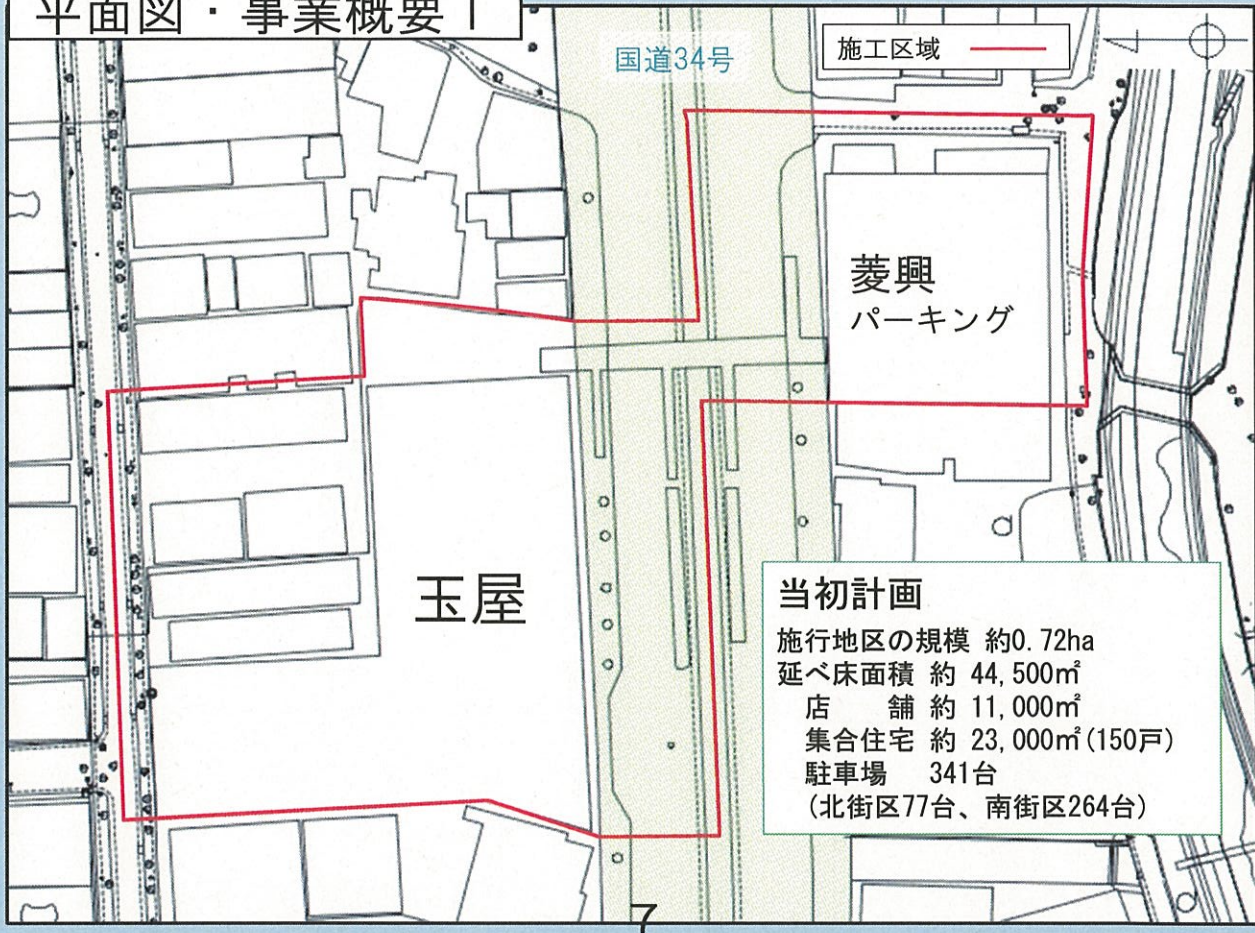 平面図・事業概要１
国道34号
施工区域
菱興
パーキング
玉屋
当初計画
施行地区の規模 約0.72ha
延べ床面積 約 44,500㎡
店　　舗 約 11,000㎡
集合住宅 約 23,000㎡(150戸)
駐車場　341台
(北街区77台、南街区264台)
7